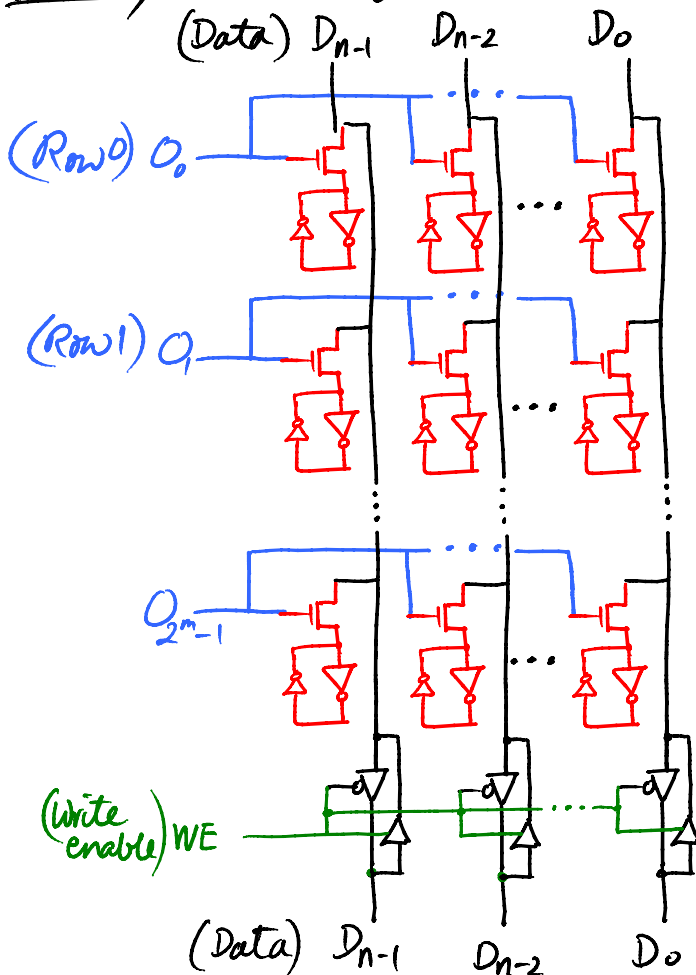 (Data) Dn-1 Dn-2 D0
(Row0) O0
(Row1) O1
O2^m-1
(Write enable) WE
(Data) Dn-1 Dn-2 D0